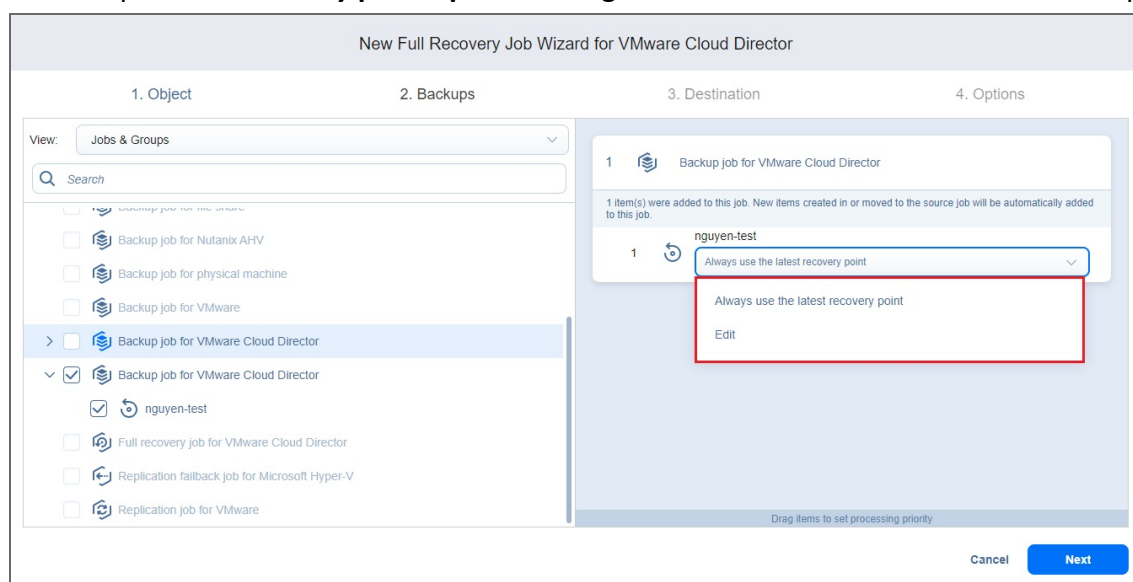 New Full Recovery Job Wizard for VMware Cloud Director
1. Object
2. Backups
3. Destination
4. Options
View:
Jobs & Groups
Search
Backup job for file share
Backup job for Nutanix AHV
Backup job for physical machine
Backup job for VMware
Backup job for VMware Cloud Director
Backup job for VMware Cloud Director
nguyen-test
Full recovery job for VMware Cloud Director
Replication failback job for Microsoft Hyper-V
Replication job for VMware
1 Backup job for VMware Cloud Director
1 item(s) were added to this job. New items created in or moved to the source job will be automatically added
to this job.
nguyen-test
1
Always use the latest recovery point
Always use the latest recovery point
Edit
Drag items to set processing priority
Cancel
Next